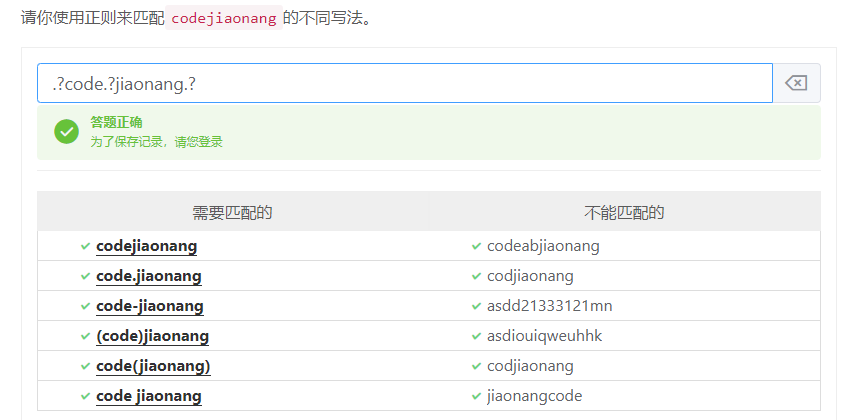 请你使用正则来匹配 codejiaonang 的不同写法。
.?code.?jiaonang.?
答题正确
为了保存记录，请您登录
需要匹配的 不能匹配的
codejiaonang codeabjiaonang
code.jiaonang codjiaonang
code-jiaonang asdd21333121mn
(code)jiaonang asdiouiqweuhhk
code(jiaonang) codjiaonang
code jiaonang jiaonangcode